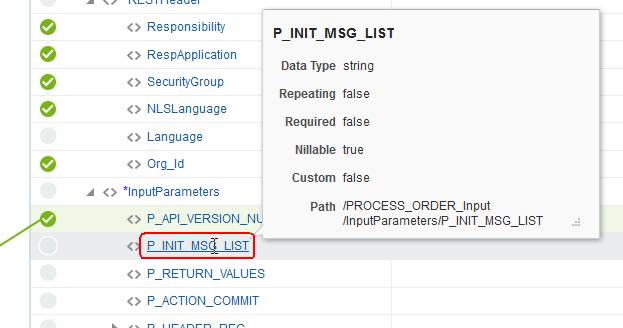 RESTHeader
Responsibility
RespApplication
SecurityGroup
NLSLanguage
Language
Org_Id
*InputParameters
P_API_VERSION_NU
P_INIT_MSG_LIST
P_RETURN_VALUES
P_ACTION_COMMIT
P_HEADER_REC
P_INIT_MSG_LIST
Data Type string
Repeating false
Required false
Nillable true
Custom false
Path /PROCESS_ORDER_Input
/InputParameters/P_INIT_MSG_LIST